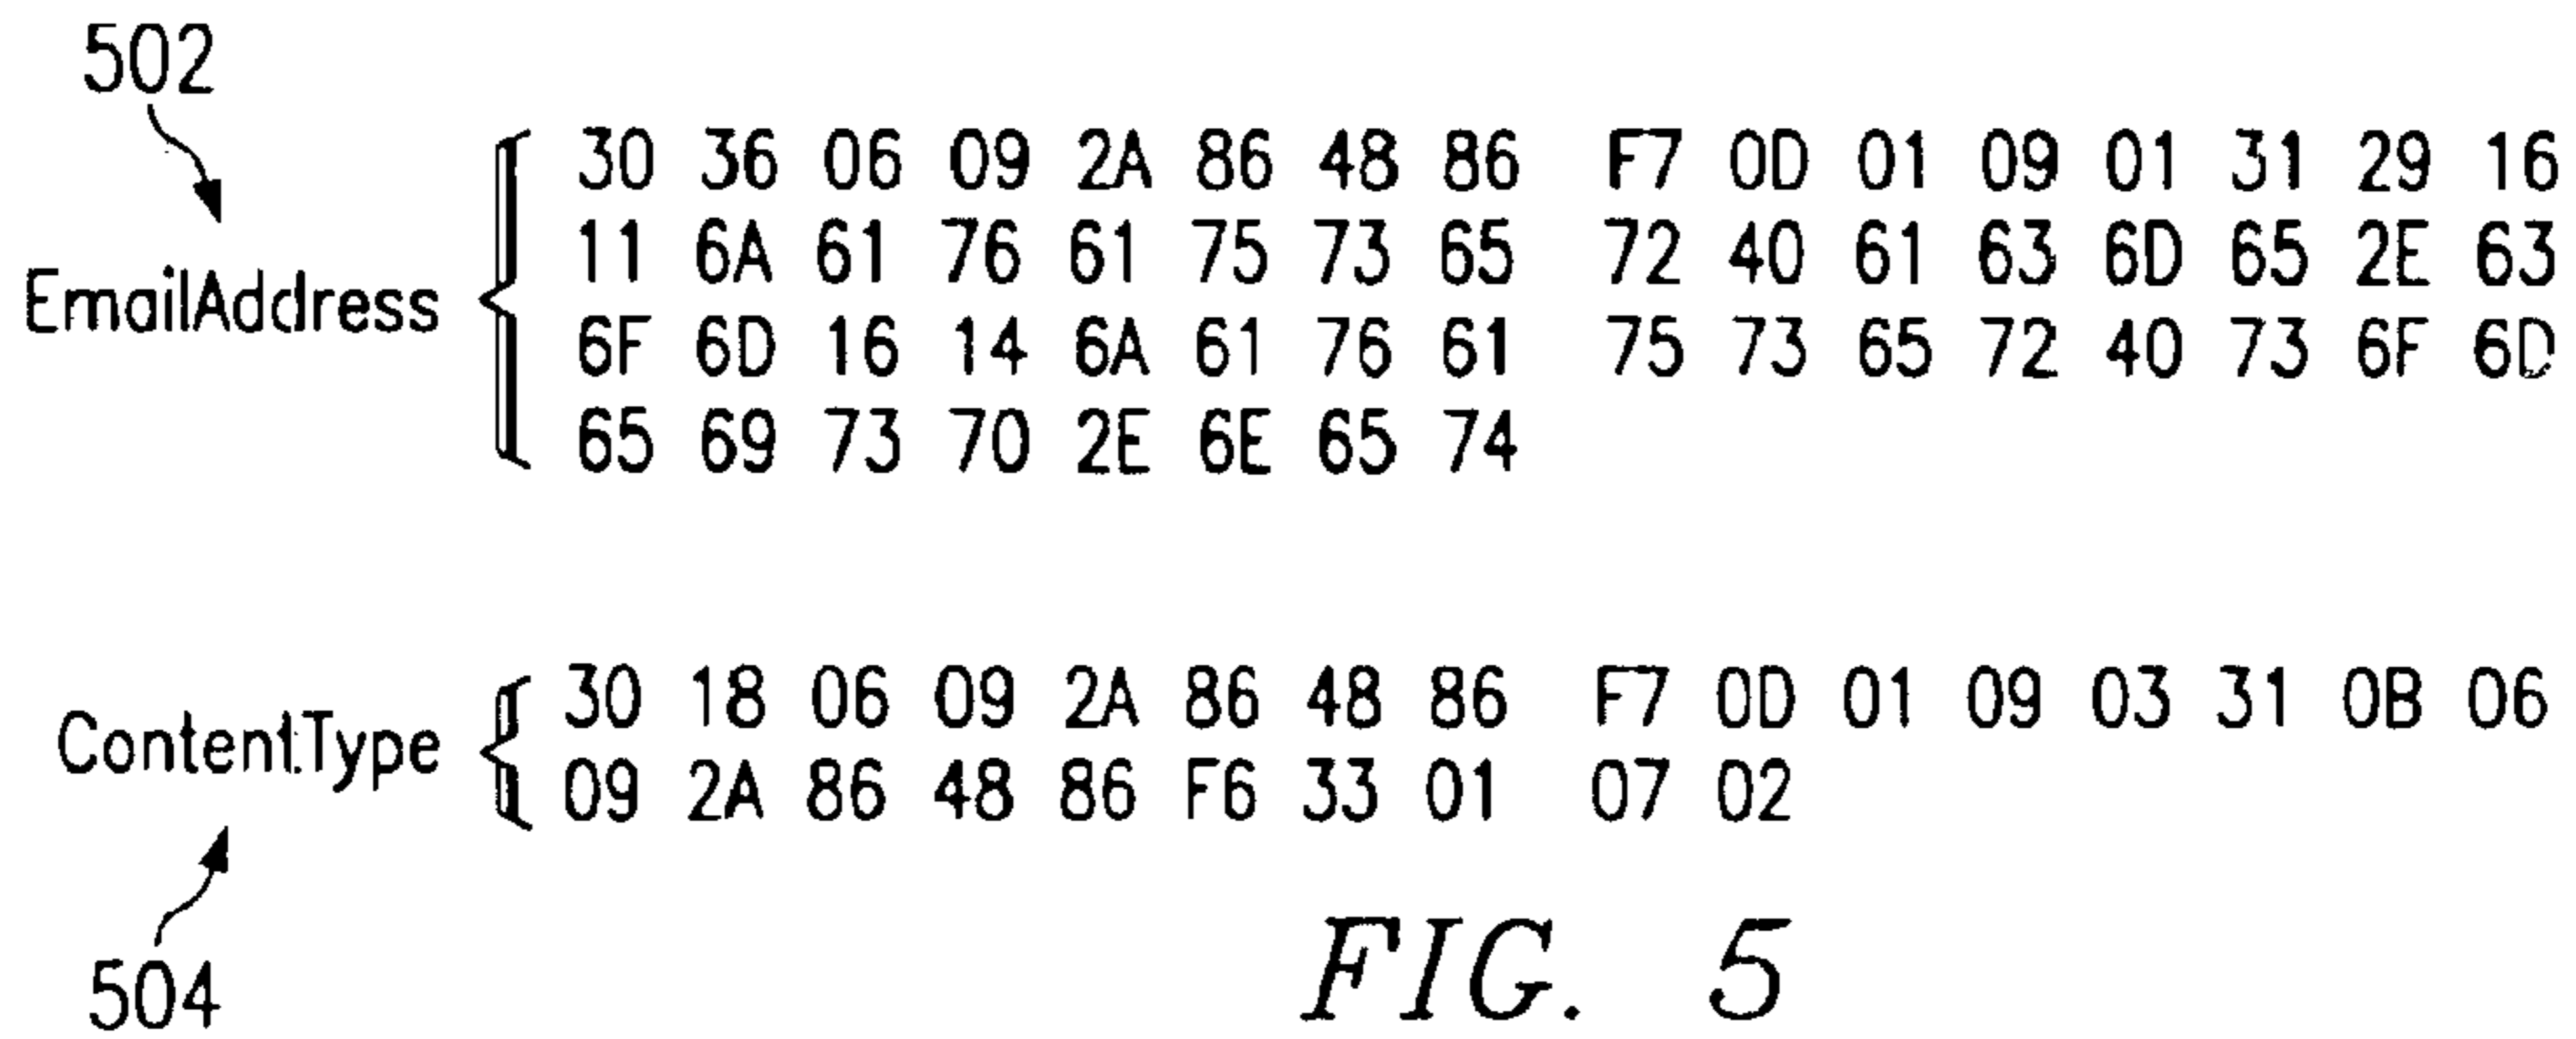 502
30 36 06 09 2A 86 48 86 F7 0D 01 09 01 31 29 16
11 6A 61 76 61 75 73 65 72 40 61 63 6D 65 2E 63
EmailAddress
6F 6D 16 14 6A 61 76 61 75 73 65 72 40 73 6F 6D
65 69 73 70 2E 6E 65 74
30 18 06 09 2A 86 48 86 F7 0D 01 09 03 31 0B 06
ContentType
09 2A 86 48 86 F6 33 01 07 02
504
FIG. 5